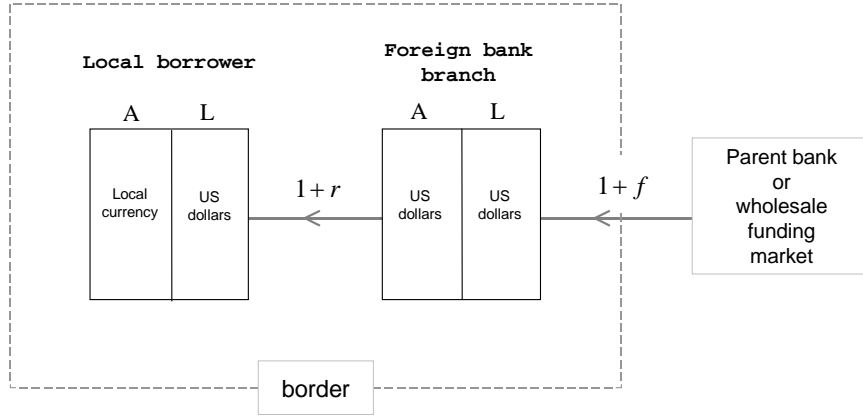 Local borrower
Foreign bank
branch
A
L
A
L
Local
currency
US
dollars
1 + r
US
dollars
US
dollars
1 + f
Parent bank
or
wholesale
funding
market
border